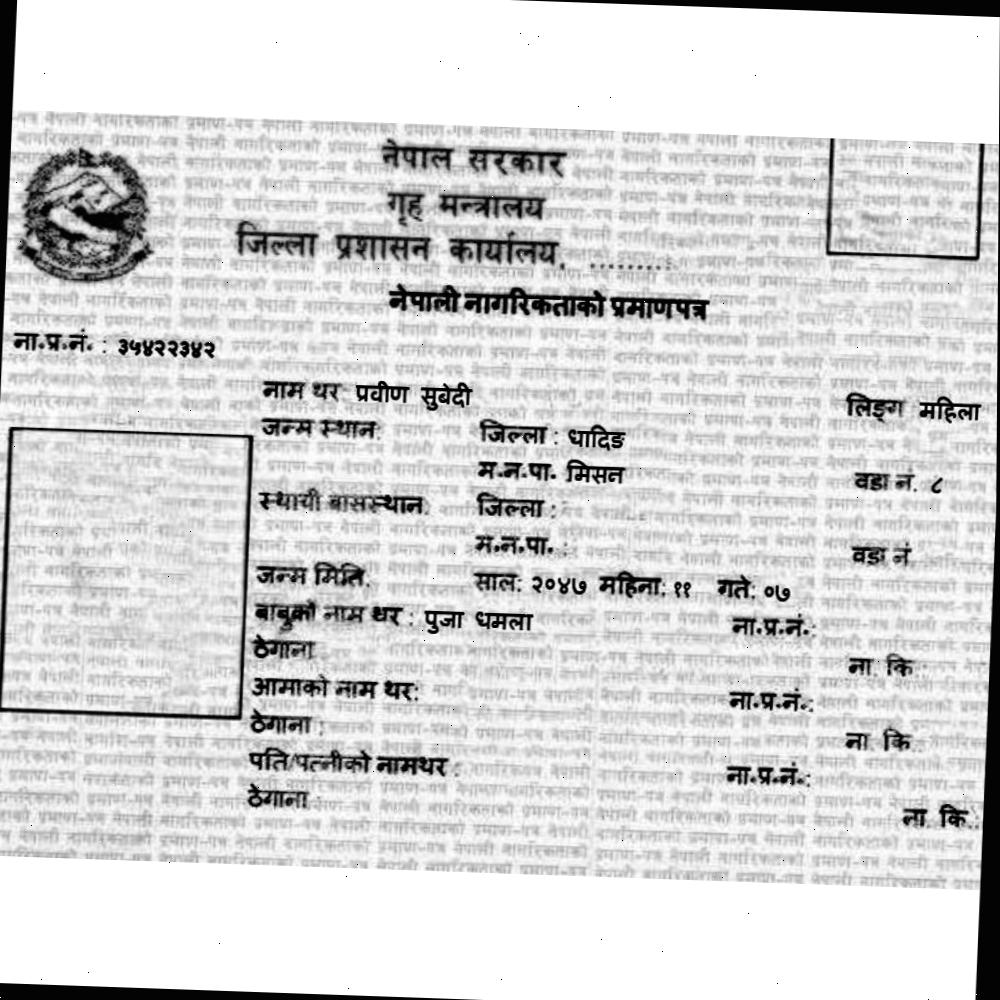 नेपाल सरकार
गृह मन्त्रालय
जिल्ला प्रशासन कार्यालय, .........
नेपाली नागरिकताको प्रमाणपत्र
ना.प्र.नं. : ३५४२२३४२
नाम थर: प्रवीण सुबेदी लिङ्ग महिला
जन्म स्थान: जिल्ला : धादिङ
म.न.पा. मिसन वडा नं. ८
स्थायी बासस्थान: जिल्ला :
म.न.पा. : वडा नं.
जन्म मिति: साल: २०४७ महिना: ११ गते: ०७
बाबुको नाम थर : पुजा धमला ना.प्र.नं.:
ठेगाना : ना. कि. :
आमाको नाम थर: ना.प्र.नं.:
ठेगाना : ना. कि. :
पति/पत्नीको नामथर : ना.प्र.नं.:
ठेगाना : ना. कि. :